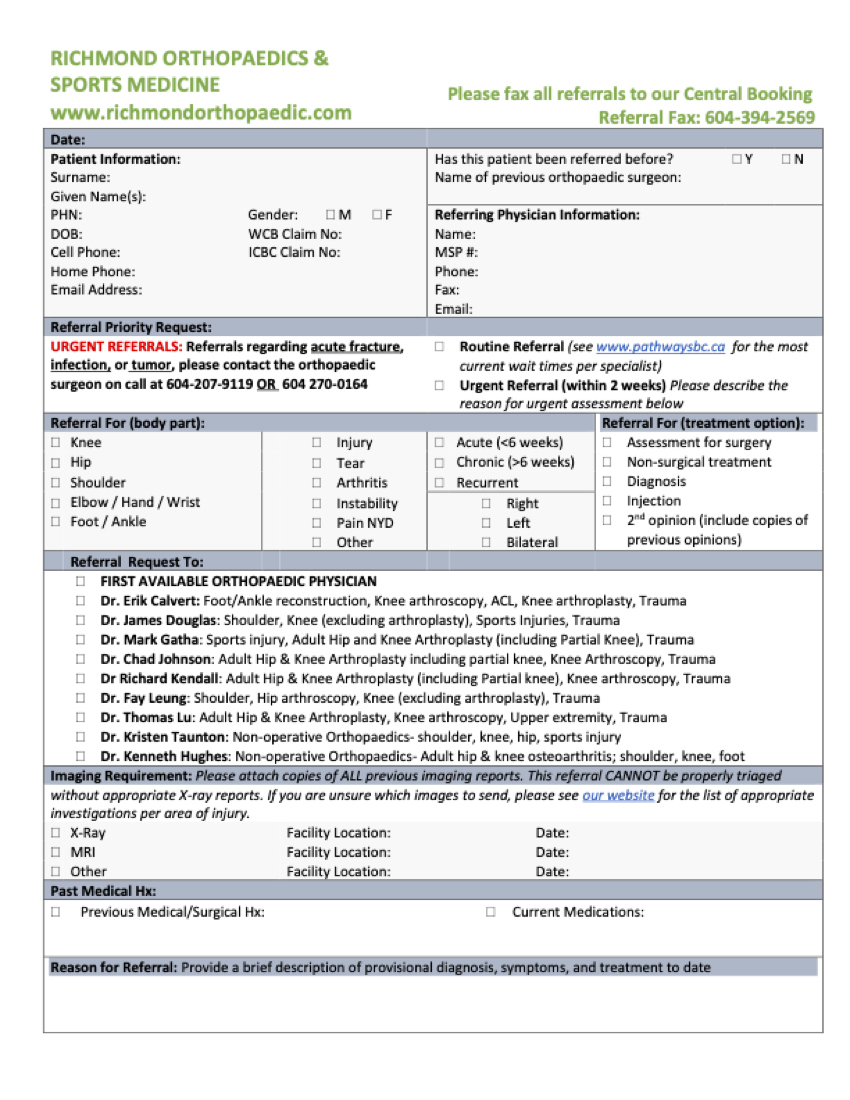 RICHMOND ORTHOPAEDICS &
SPORTS MEDICINE
www.richmondorthopaedic.com
Please fax all referrals to our Central Booking
Referral Fax: 604-394-2569
Date:
Patient Information:
Surname:
Given Name(s):
PHN: Gender: ☐ M ☐ F
DOB: WCB Claim No:
Cell Phone: ICBC Claim No:
Home Phone:
Email Address:
Has this patient been referred before? ☐ Y ☐ N
Name of previous orthopaedic surgeon:
Referring Physician Information:
Name:
MSP #:
Phone:
Fax:
Email:
Referral Priority Request:
URGENT REFERRALS: Referrals regarding acute fracture,
infection, or tumor, please contact the orthopaedic
surgeon on call at 604-207-9119 OR 604 270-0164
☐ Routine Referral (see www.pathwaysbc.ca for the most
current wait times per specialist)
☐ Urgent Referral (within 2 weeks) Please describe the
reason for urgent assessment below
Referral For (body part):
☐ Knee
☐ Hip
☐ Shoulder
☐ Elbow / Hand / Wrist
☐ Foot / Ankle
☐ Injury
☐ Tear
☐ Arthritis
☐ Instability
☐ Pain NYD
☐ Other
☐ Acute (<6 weeks)
☐ Chronic (>6 weeks)
☐ Recurrent
☐ Right
☐ Left
☐ Bilateral
Referral For (treatment option):
☐ Assessment for surgery
☐ Non-surgical treatment
☐ Diagnosis
☐ Injection
☐ 2nd opinion (include copies of
previous opinions)
Referral Request To:
☐ FIRST AVAILABLE ORTHOPAEDIC PHYSICIAN
☐ Dr. Erik Calvert: Foot/Ankle reconstruction, Knee arthroscopy, ACL, Knee arthroplasty, Trauma
☐ Dr. James Douglas: Shoulder, Knee (excluding arthroplasty), Sports Injuries, Trauma
☐ Dr. Mark Gatha: Sports injury, Adult Hip and Knee Arthroplasty (including Partial Knee), Trauma
☐ Dr. Chad Johnson: Adult Hip & Knee Arthroplasty including partial knee, Knee Arthroscopy, Trauma
☐ Dr Richard Kendall: Adult Hip & Knee Arthroplasty (including Partial Knee), Knee arthroscopy, Trauma
☐ Dr. Fay Leung: Shoulder, Hip arthroscopy, Knee (excluding arthroplasty), Trauma
☐ Dr. Thomas Lu: Adult Hip & Knee Arthroplasty, Knee arthroscopy, Upper extremity, Trauma
☐ Dr. Kristen Taunton: Non-operative Orthopaedics- shoulder, knee, hip, sports injury
☐ Dr. Kenneth Hughes: Non-operative Orthopaedics- Adult hip & knee osteoarthritis; shoulder, knee, foot
Imaging Requirement: Please attach copies of ALL previous imaging reports. This referral CANNOT be properly triaged
without appropriate X-ray reports. If you are unsure which images to send, please see our website for the list of appropriate
investigations per area of injury.
☐ X-Ray Facility Location: Date:
☐ MRI Facility Location: Date:
☐ Other Facility Location: Date:
Past Medical Hx:
☐ Previous Medical/Surgical Hx: ☐ Current Medications:
Reason for Referral: Provide a brief description of provisional diagnosis, symptoms, and treatment to date